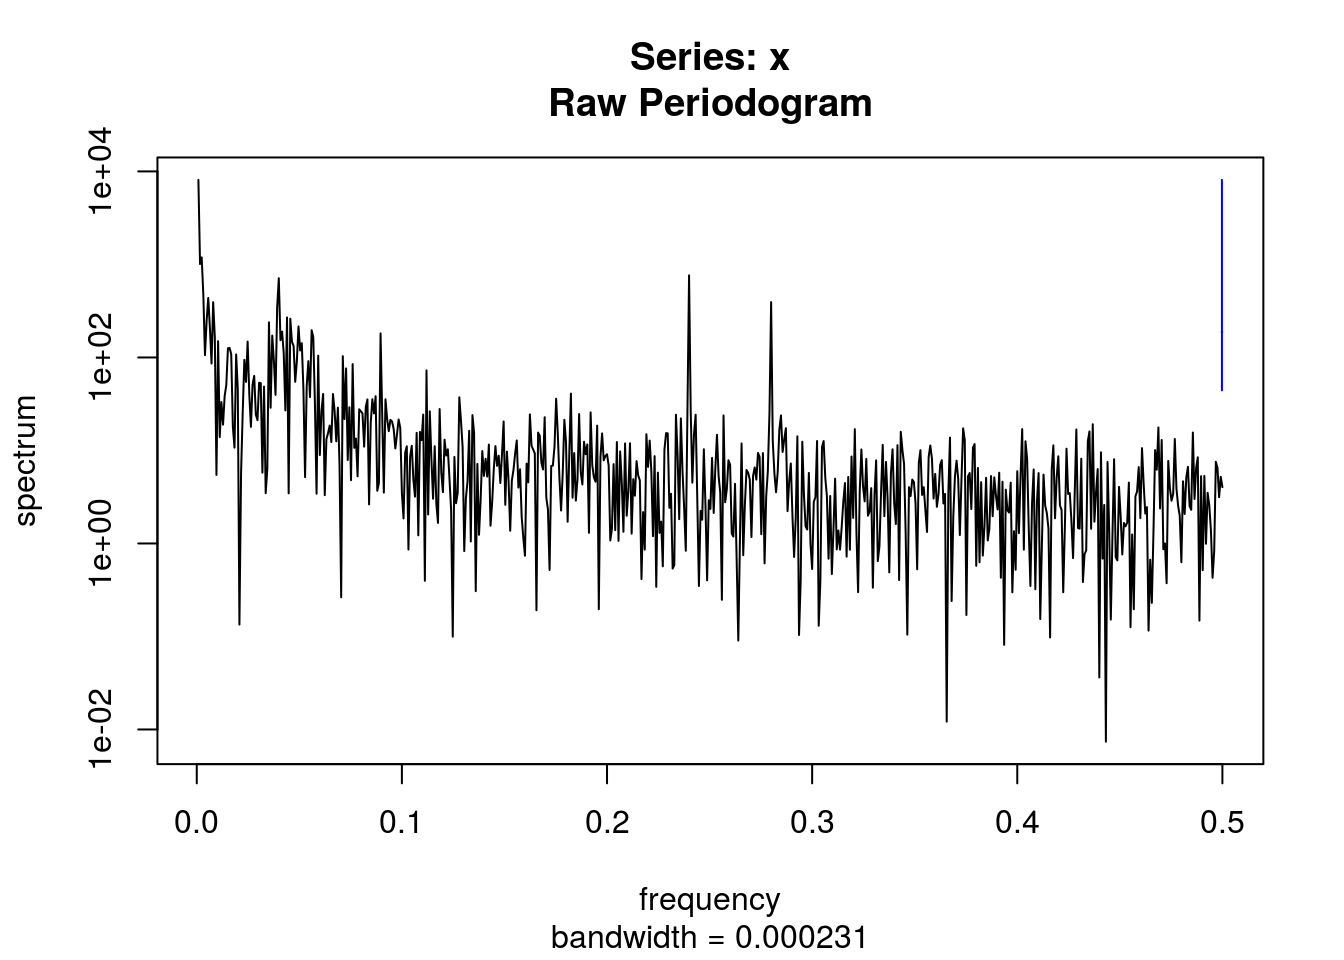 Series: x
Raw Periodogram
spectrum
1e+04
1e+02
1e+00
1e-02
0.0 0.1 0.2 0.3 0.4 0.5
frequency
bandwidth = 0.000231